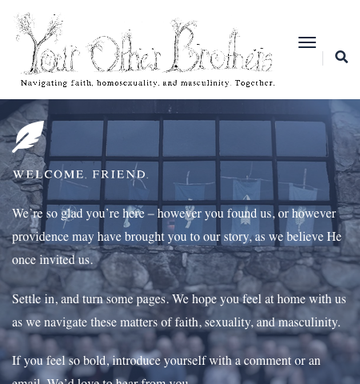 Your Other Brothers
Navigating faith, homosexuality, and masculinity. Together.
WELCOME, FRIEND.
We're so glad you're here – however you found us, or however
providence may have brought you to our story, as we believe He
once invited us.
Settle in, and turn some pages. We hope you feel at home with us
as we navigate these matters of faith, sexuality, and masculinity.
If you feel so bold, introduce yourself with a comment or an
email. We'd love to hear from you.